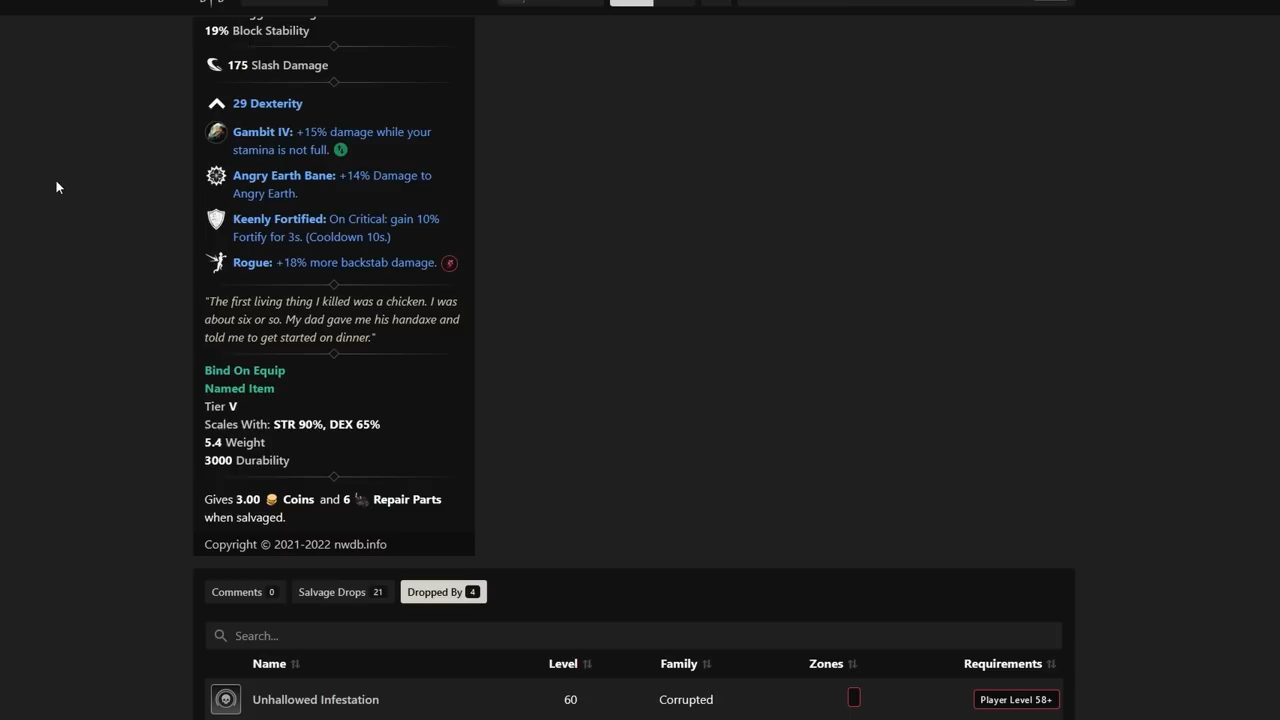 19% Block Stability
175 Slash Damage
29 Dexterity
Gambit IV: +15% damage while your
stamina is not full.
Angry Earth Bane: +14% Damage to
Angry Earth.
Keenly Fortified: On Critical: gain 10%
Fortify for 3s. (Cooldown 10s.)
Rogue: +18% more backstab damage.
"The first living thing I killed was a chicken. I was
about six or so. My dad gave me his handaxe and
told me to get started on dinner."
Bind On Equip
Named Item
Tier V
Scales With: STR 90%, DEX 65%
5.4 Weight
3000 Durability
Gives 3.00 Coins and 6 Repair Parts
when salvaged.
Copyright © 2021-2022 nwdb.info
Comments 0 Salvage Drops 21 Dropped By 4
Search...
Name Level Family Zones Requirements
Unhallowed Infestation 60 Corrupted Player Level 58+